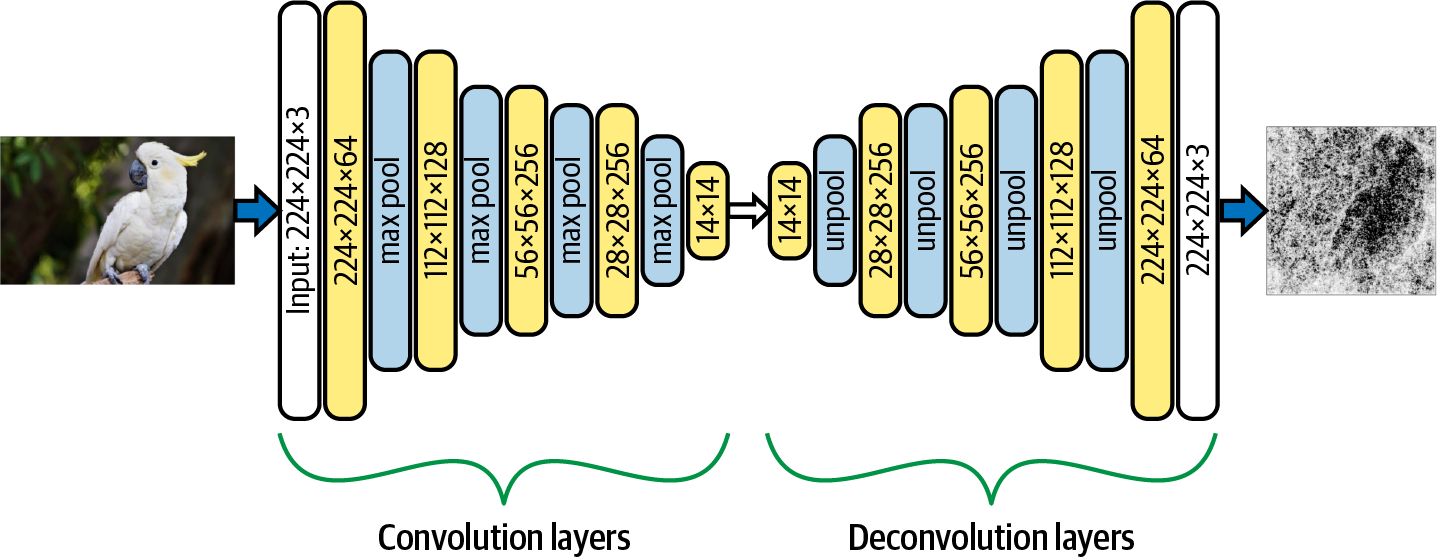 Input: 224×224×3
224×224×64
max pool
112×112×128
max pool
56×56×256
max pool
28×28×256
max pool
14×14
14×14
unpool
28×28×256
unpool
56×56×256
unpool
112×112×128
unpool
224×224×64
224×224×3
Convolution layers
Deconvolution layers